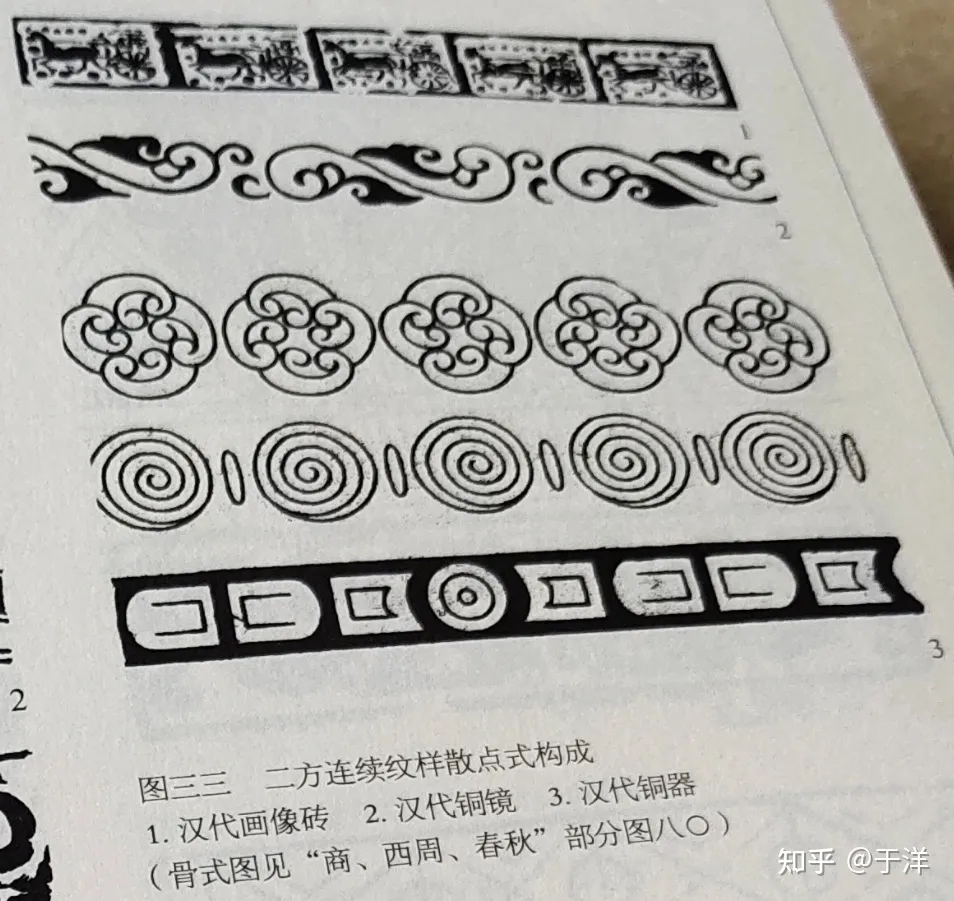 1
2
3
2
图三三 二方连续纹样散点式构成
1. 汉代画像砖 2. 汉代铜镜 3. 汉代铜器
（骨式图见“商、西周、春秋”部分图八〇）
知乎 @于洋